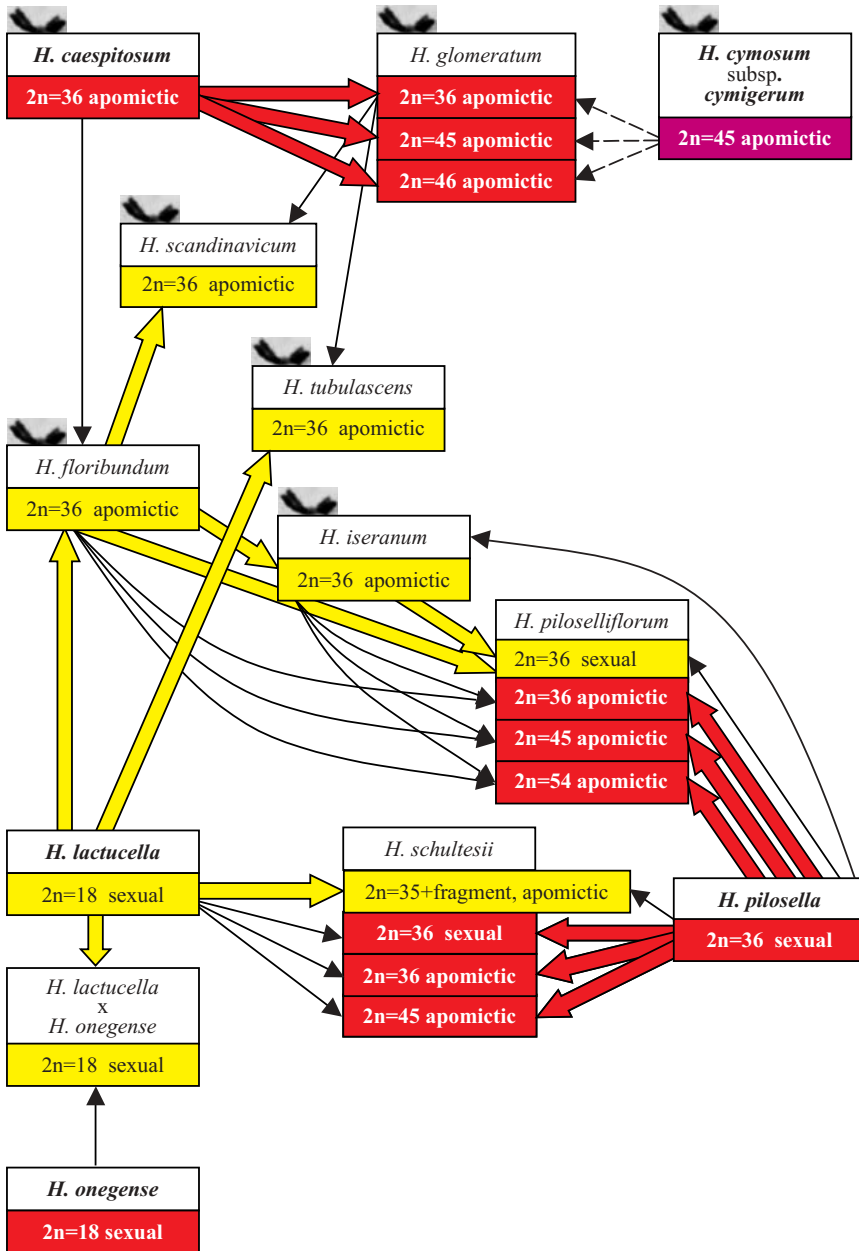 H. caespitosum
2n=36 apomictic
H. glomeratum
2n=36 apomictic
2n=45 apomictic
2n=46 apomictic
H. cymosum
subsp.
cymigerum
2n=45 apomictic
H. scandinavicum
2n=36 apomictic
H. tubulascens
2n=36 apomictic
H. floribundum
2n=36 apomictic
H. iseranum
2n=36 apomictic
H. piloselliflorum
2n=36 sexual
2n=36 apomictic
2n=45 apomictic
2n=54 apomictic
H. lactucella
2n=18 sexual
H. schultesii
2n=35+fragment, apomictic
2n=36 sexual
2n=36 apomictic
2n=45 apomictic
H. pilosella
2n=36 sexual
H. lactucella
x
H. onegense
2n=18 sexual
H. onegense
2n=18 sexual